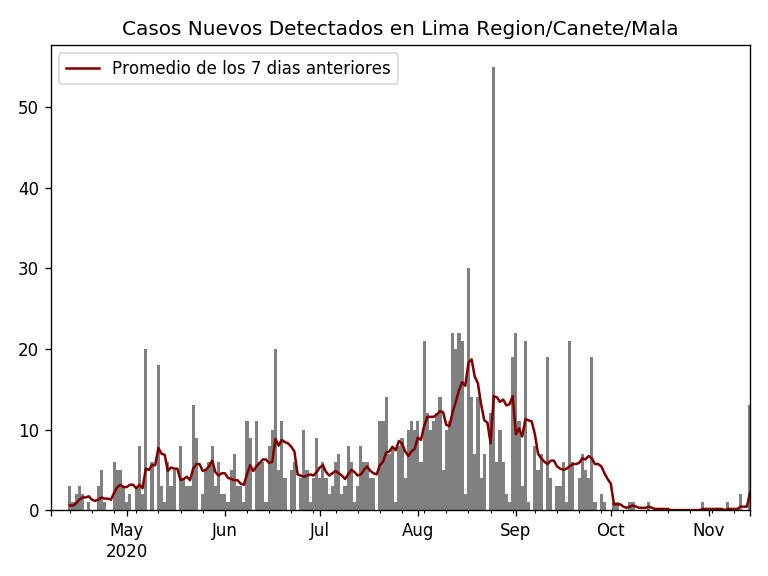 Casos Nuevos Detectados en Lima Region/Canete/Mala
Promedio de los 7 dias anteriores
50
40
30
20
10
0
May Jun Jul Aug Sep Oct Nov
2020